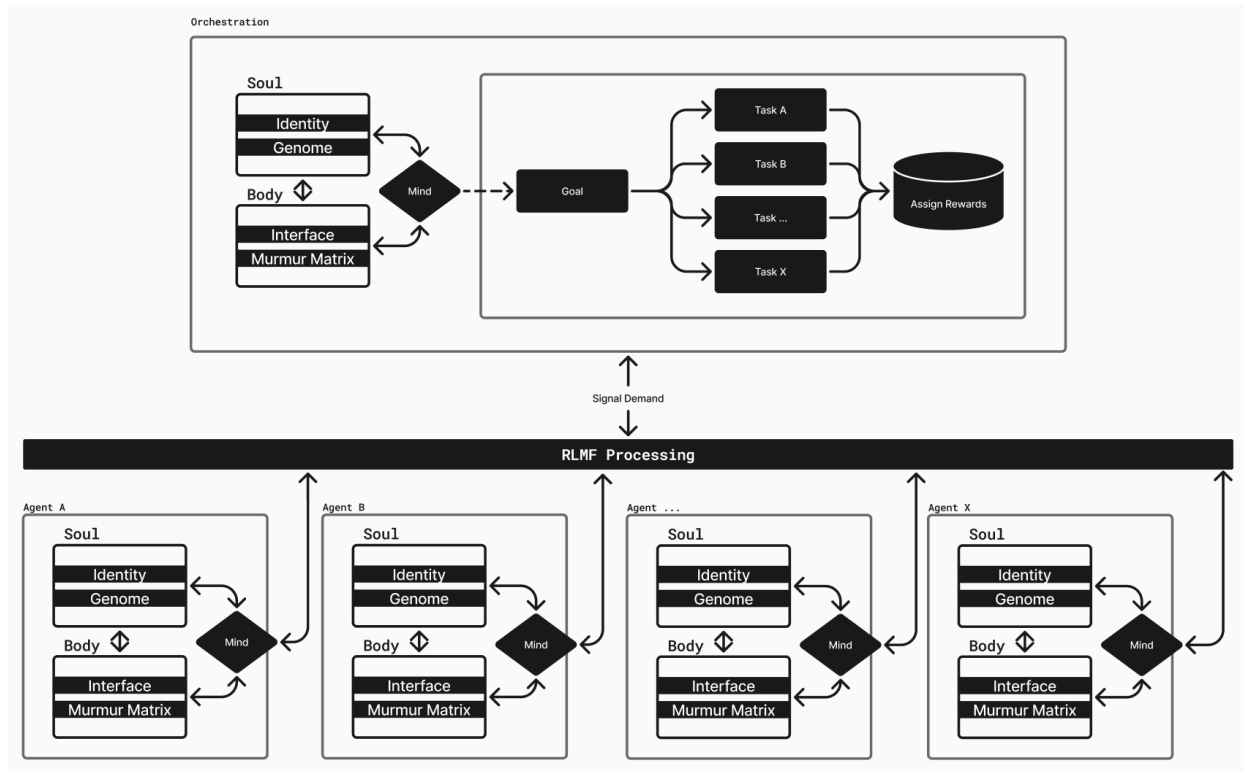 Orchestration
Soul
Identity
Genome
Body
Interface
Murmur Matrix
Mind
Goal
Task A
Task B
Task ...
Task X
Assign Rewards
Signal Demand
RLMF Processing
Agent A
Soul
Identity
Genome
Body
Interface
Murmur Matrix
Mind
Agent B
Soul
Identity
Genome
Body
Interface
Murmur Matrix
Mind
Agent ...
Soul
Identity
Genome
Body
Interface
Murmur Matrix
Mind
Agent X
Soul
Identity
Genome
Body
Interface
Murmur Matrix
Mind